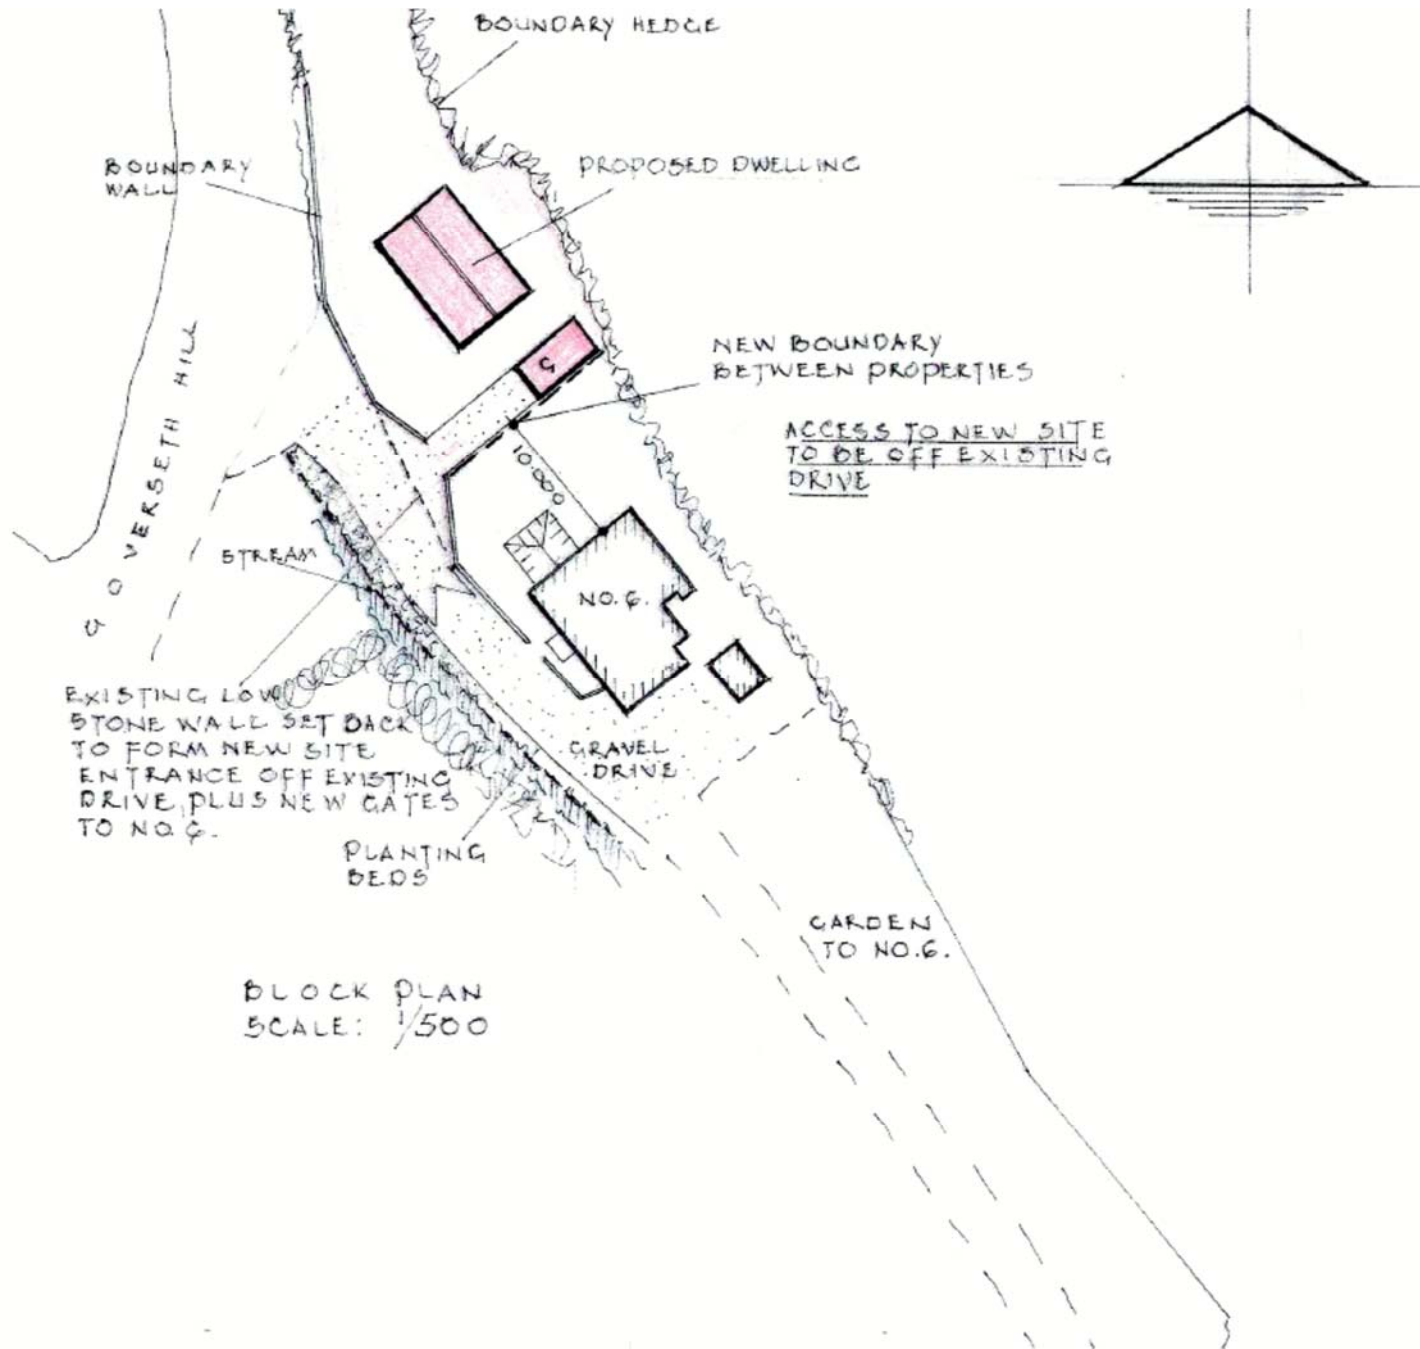 BOUNDARY HEDGE
BOUNDARY
WALL
PROPOSED DWELLING
GOVERSETH HILL
G
NEW BOUNDARY
BETWEEN PROPERTIES
ACCESS TO NEW SITE
TO BE OFF EXISTING
DRIVE
10.000
STREAM
NO. 6.
EXISTING LOW
STONE WALL SET BACK
TO FORM NEW SITE
ENTRANCE OFF EXISTING
DRIVE, PLUS NEW GATES
TO NO. 6.
GRAVEL
DRIVE
PLANTING
BEDS
GARDEN
TO NO. 6.
BLOCK PLAN
SCALE: 1/500